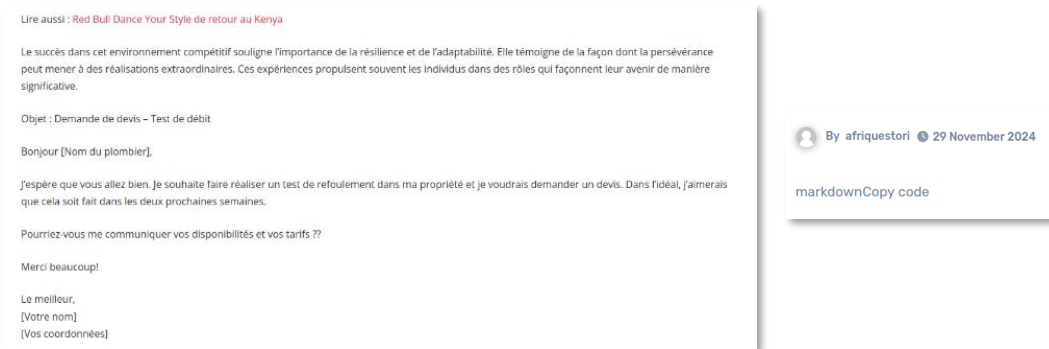 Lire aussi : Red Bull Dance Your Style de retour au Kenya
Le succès dans cet environnement compétitif souligne l'importance de la résilience et de l'adaptabilité. Elle témoigne de la façon dont la persévérance
peut mener à des réalisations extraordinaires. Ces expériences propulsent souvent les individus dans des rôles qui façonnent leur avenir de manière
significative.
Objet : Demande de devis – Test de débit
Bonjour [Nom du plombier],
J'espère que vous allez bien. Je souhaite faire réaliser un test de refoulement dans ma propriété et je voudrais demander un devis. Dans l'idéal, j'aimerais
que cela soit fait dans les deux prochaines semaines.
Pourriez-vous me communiquer vos disponibilités et vos tarifs ??
Merci beaucoup!
Le meilleur,
[Votre nom]
[Vos coordonnées]
By afriquestori 29 November 2024
markdownCopy code